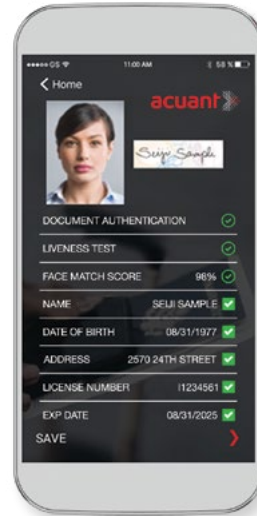 GS 11:00 AM 58 %
Home
acuant
Seiji Sample
DOCUMENT AUTHENTICATION
LIVENESS TEST
FACE MATCH SCORE 98%
NAME SEIJI SAMPLE
DATE OF BIRTH 08/31/1977
ADDRESS 2570 24TH STREET
LICENSE NUMBER I1234561
EXP DATE 08/31/2025
SAVE